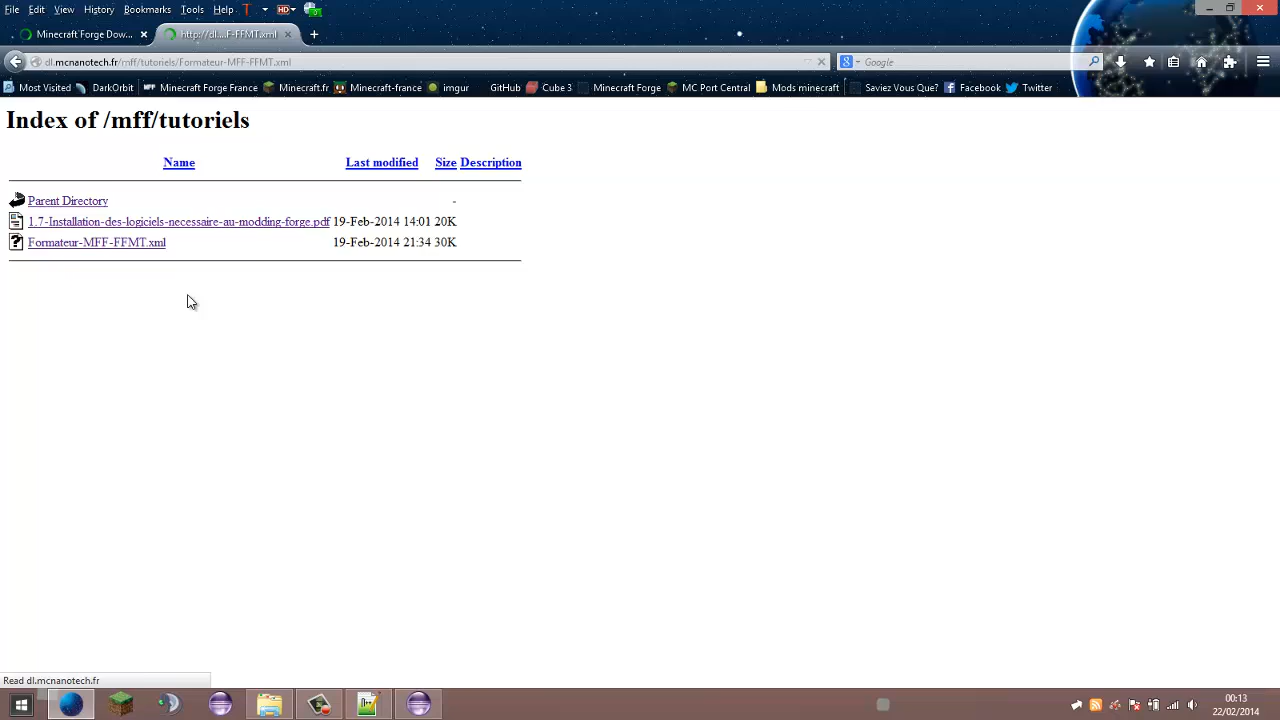 File Edit View History Bookmarks Tools Help T HD
Minecraft Forge Dow... http://dl....F-FFMT.xml
dl.mcnanotech.fr/mff/tutoriels/Formateur-MFF-FFMT.xml Google
Most Visited DarkOrbit Minecraft Forge France Minecraft.fr Minecraft-france imgur GitHub Cube 3 Minecraft Forge MC Port Central Mods minecraft Saviez Vous Que? Facebook Twitter
Index of /mff/tutoriels
Name Last modified Size Description
Parent Directory -
1.7-Installation-des-logiciels-necessaire-au-modding-forge.pdf 19-Feb-2014 14:01 20K
Formateur-MFF-FFMT.xml 19-Feb-2014 21:34 30K
Read dl.mcnanotech.fr
00:13
22/02/2014